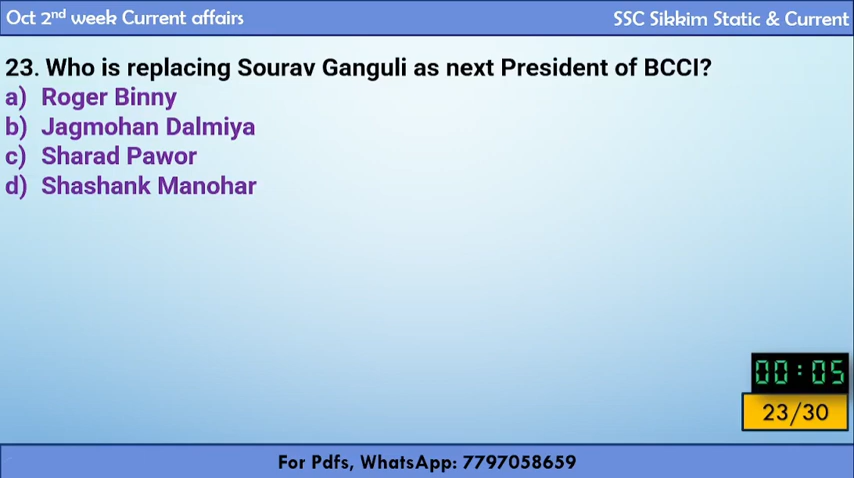 Oct 2nd week Current affairs
SSC Sikkim Static & Current
23. Who is replacing Sourav Ganguli as next President of BCCI?
a) Roger Binny
b) Jagmohan Dalmiya
c) Sharad Pawor
d) Shashank Manohar
00:05
23/30
For Pdfs, WhatsApp: 7797058659